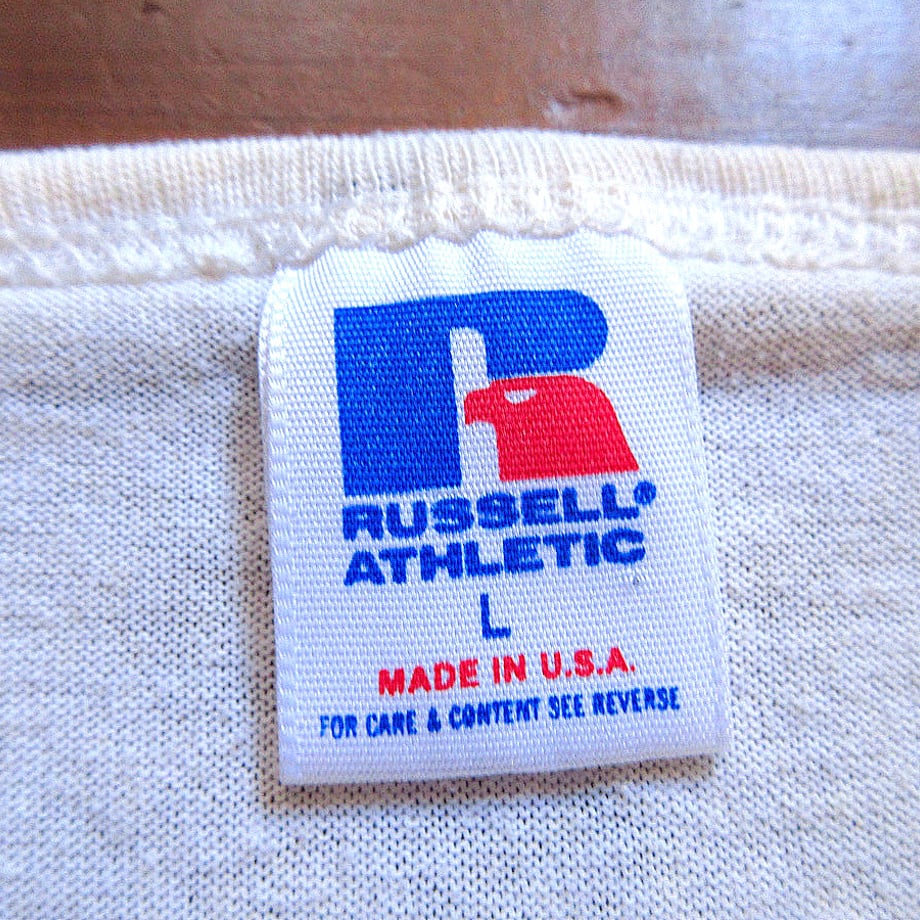 R
RUSSELL®
ATHLETIC
L
MADE IN U.S.A.
FOR CARE & CONTENT SEE REVERSE